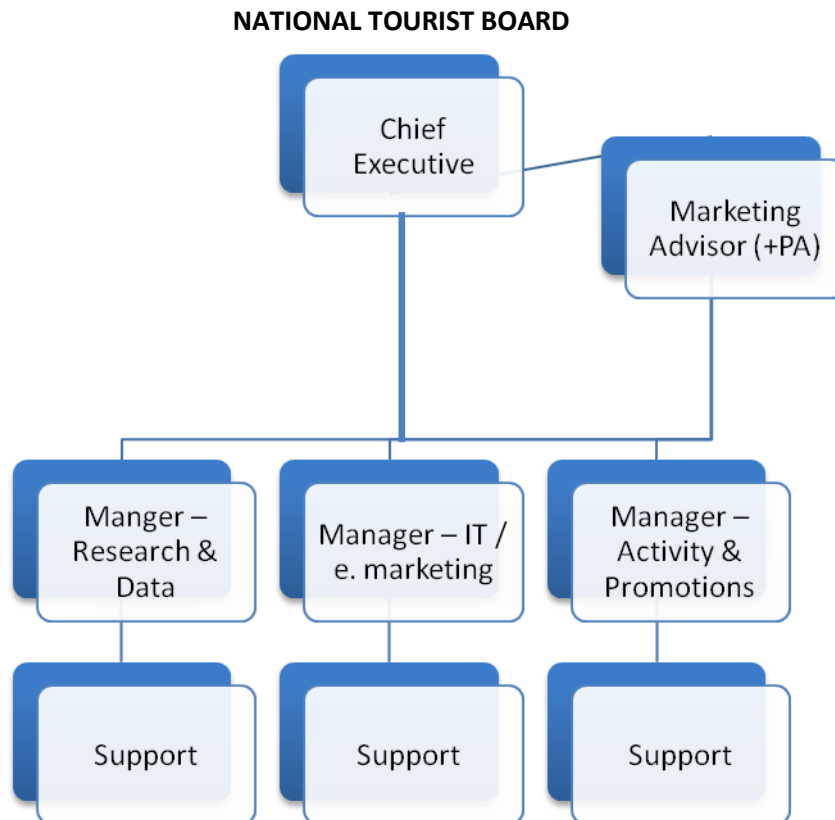 NATIONAL TOURIST BOARD
Chief
Executive
Marketing
Advisor (+PA)
Manger –
Research &
Data
Manager – IT /
e. marketing
Manager –
Activity &
Promotions
Support
Support
Support